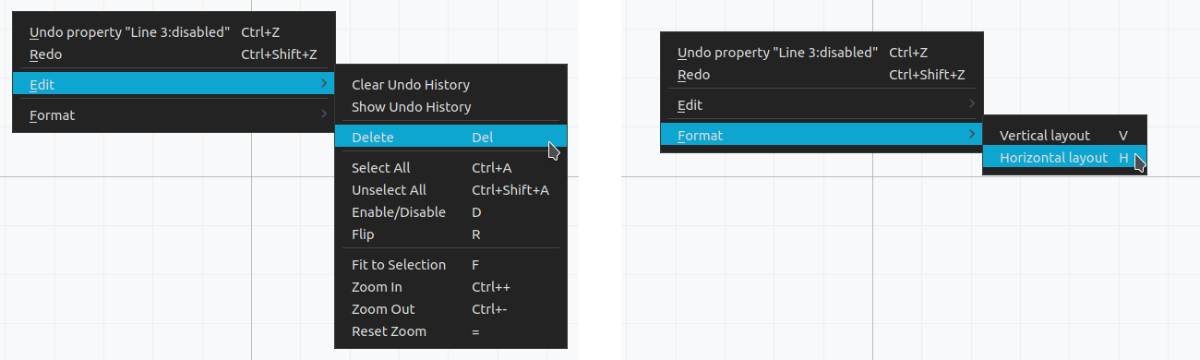 Undo property "Line 3:disabled" Ctrl+Z
Redo Ctrl+Shift+Z
Edit
Format
Clear Undo History
Show Undo History
Delete Del
Select All Ctrl+A
Unselect All Ctrl+Shift+A
Enable/Disable D
Flip R
Fit to Selection F
Zoom In Ctrl++
Zoom Out Ctrl+-
Reset Zoom =
Undo property "Line 3:disabled" Ctrl+Z
Redo Ctrl+Shift+Z
Edit
Format
Vertical layout V
Horizontal layout H